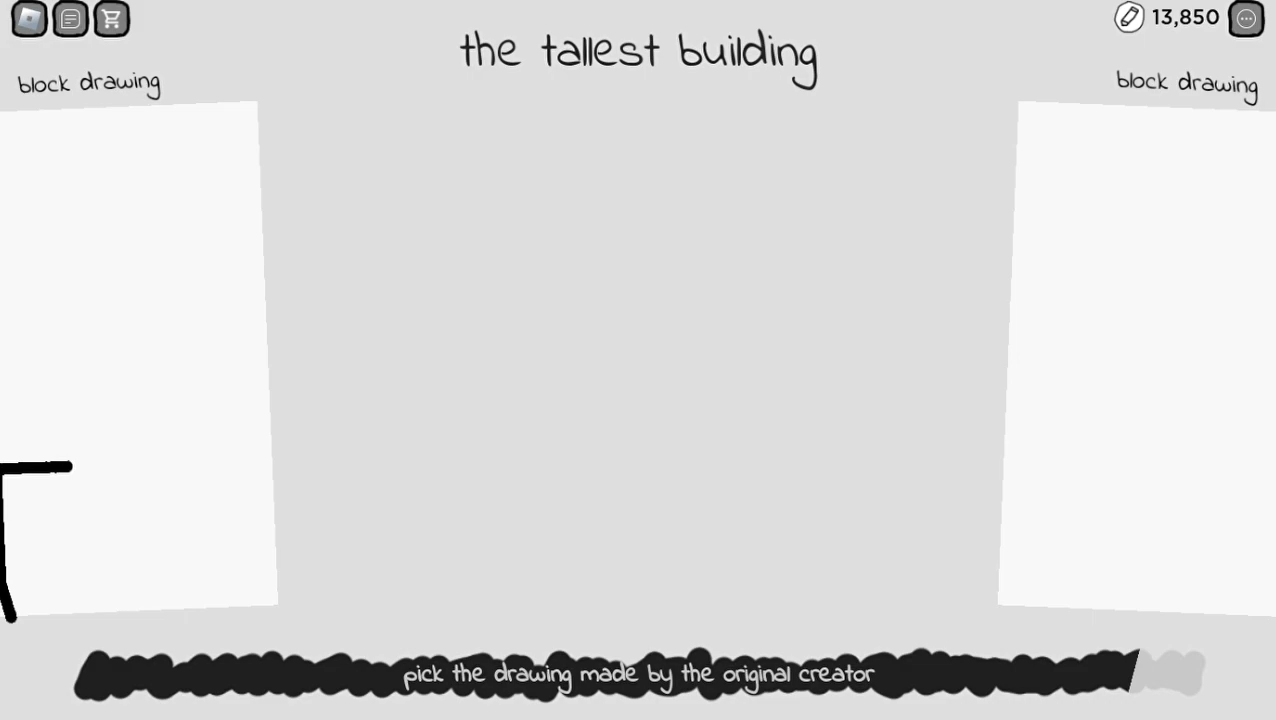 13,850
the tallest building
block drawing
block drawing
pick the drawing made by the original creator